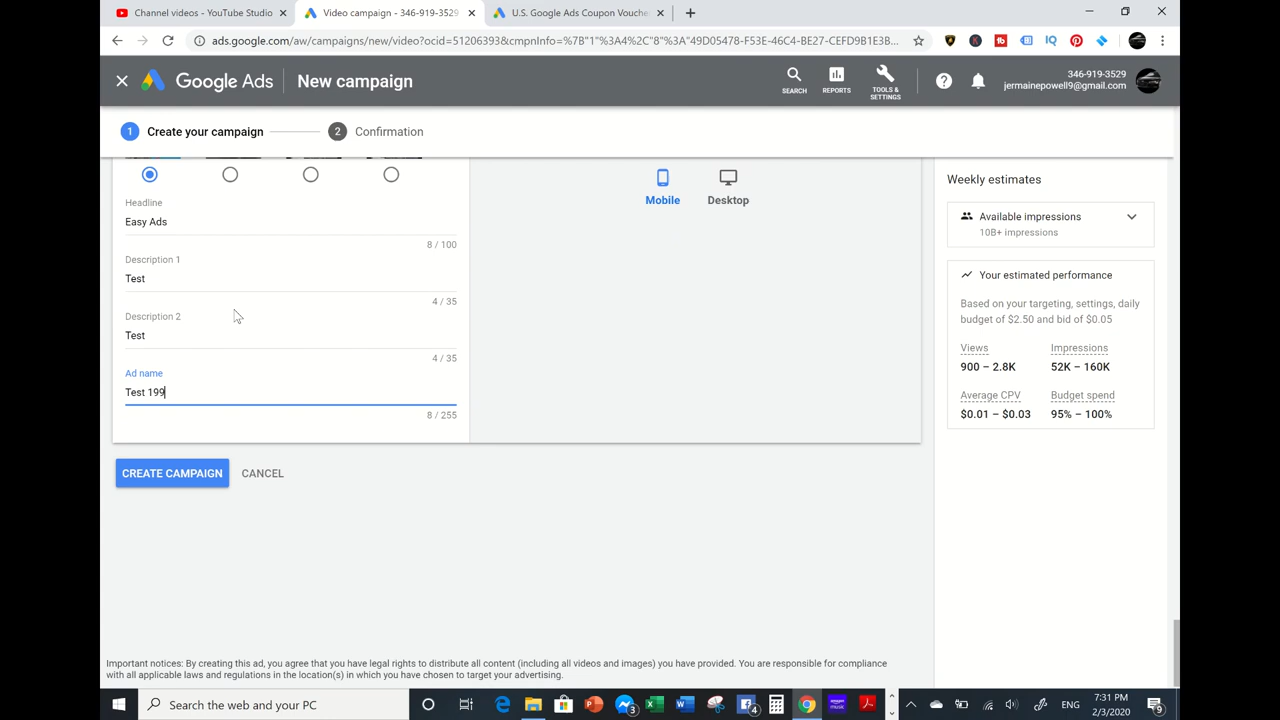 Channel videos - YouTube Studio
Video campaign - 346-919-3529
U.S. Google Ads Coupon Vouche
ads.google.com/aw/campaigns/new/video?ocid=51206393&cmpnInfo=%7B"1"%3A4%2C"8"%3A"49D05478-F53E-46C4-BE27-CEFD9B1E3B...
Google Ads
New campaign
SEARCH
REPORTS
TOOLS &
SETTINGS
346-919-3529
jermainepowell9@gmail.com
1 Create your campaign
2 Confirmation
Headline
Easy Ads
8 / 100
Description 1
Test
4 / 35
Description 2
Test
4 / 35
Ad name
Test 199
8 / 255
CREATE CAMPAIGN
CANCEL
Mobile
Desktop
Weekly estimates
Available impressions
10B+ impressions
Your estimated performance
Based on your targeting, settings, daily
budget of $2.50 and bid of $0.05
Views
Impressions
900 – 2.8K
52K – 160K
Average CPV
Budget spend
$0.01 – $0.03
95% – 100%
Important notices: By creating this ad, you agree that you have legal rights to distribute all content (including all videos and images) you have provided. You are responsible for compliance
with all applicable laws and regulations in the location(s) in which you have chosen to target your advertising.
Search the web and your PC
7:31 PM
2/3/2020